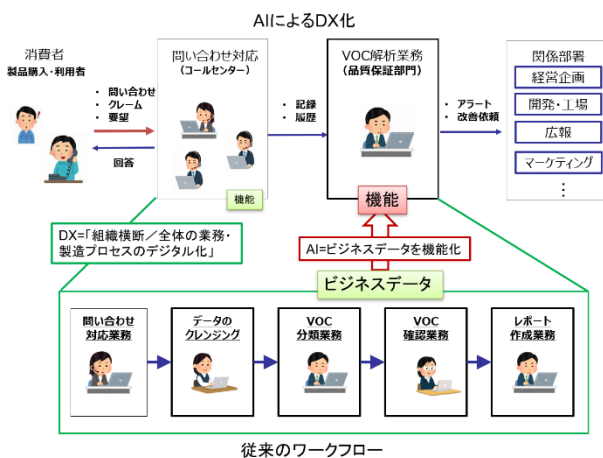 AIによるDX化
消費者
製品購入・利用者
・ 問い合わせ
・ クレーム
・ 要望
回答
問い合わせ対応
（コールセンター）
機能
・ 記録
・ 履歴
VOC解析業務
（品質保証部門）
機能
・ アラート
・ 改善依頼
関係部署
経営企画
開発・工場
広報
マーケティング
⋮
DX=「組織横断／全体の業務・
製造プロセスのデジタル化」
AI=ビジネスデータを機能化
ビジネスデータ
問い合わせ
対応業務
データの
クレンジング
VOC
分類業務
VOC
確認業務
レポート
作成業務
従来のワークフロー